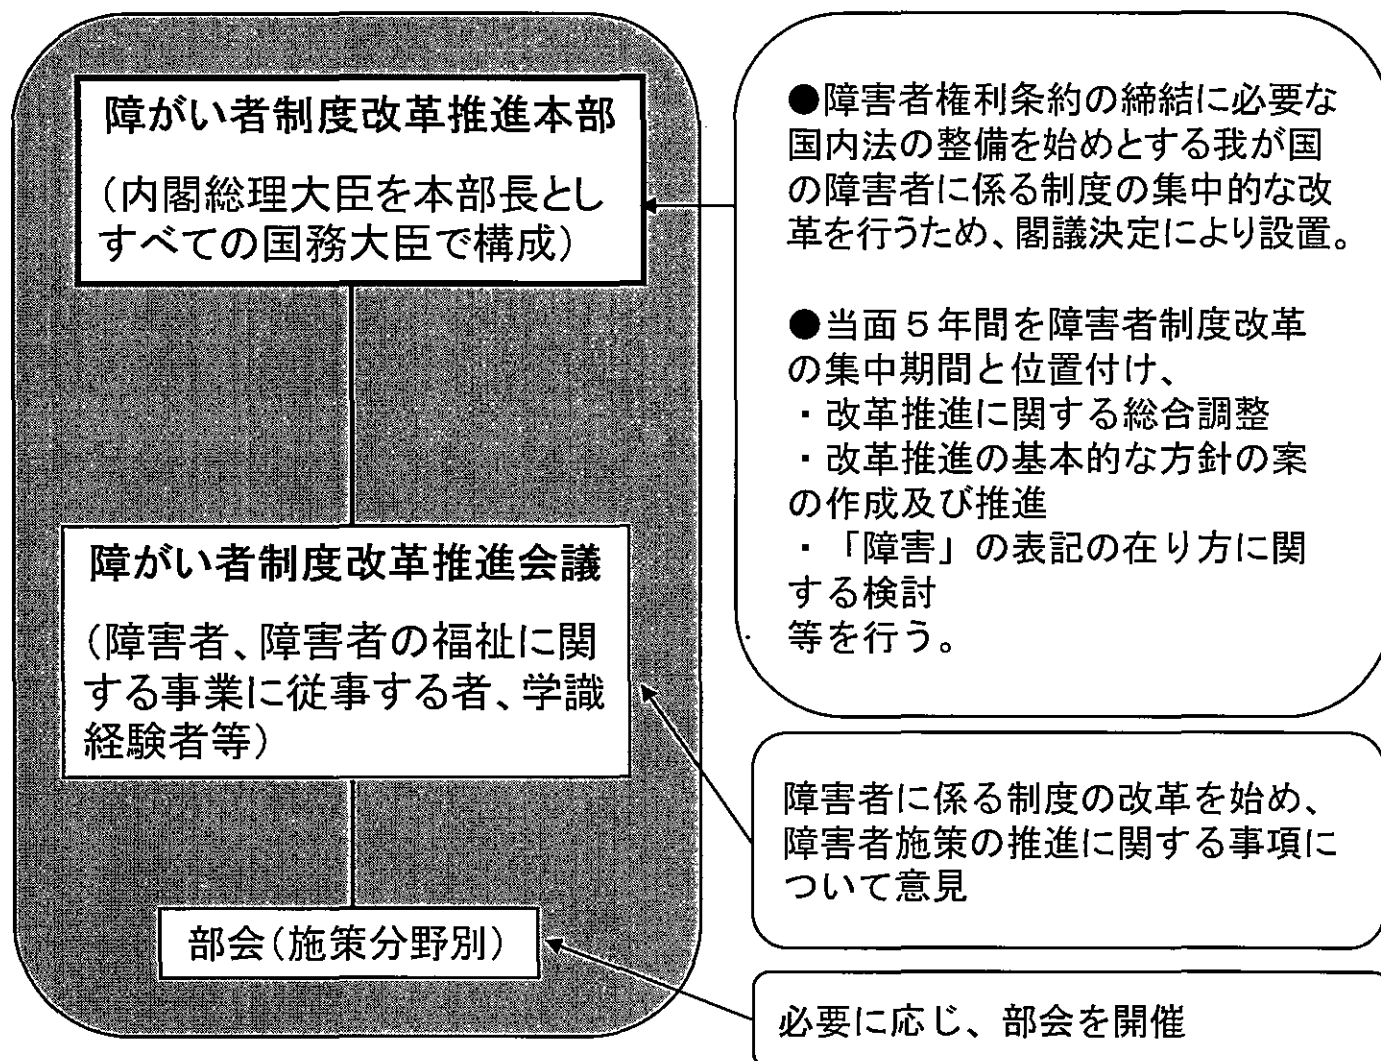 障がい者制度改革推進本部
（内閣総理大臣を本部長とし
すべての国務大臣で構成）
●障害者権利条約の締結に必要な
国内法の整備を始めとする我が国
の障害者に係る制度の集中的な改
革を行うため、閣議決定により設置。
●当面５年間を障害者制度改革
の集中期間と位置付け、
・改革推進に関する総合調整
・改革推進の基本的な方針の案
の作成及び推進
・「障害」の表記の在り方に関
する検討
等を行う。
障がい者制度改革推進会議
（障害者、障害者の福祉に関
する事業に従事する者、学識
経験者等）
障害者に係る制度の改革を始め、
障害者施策の推進に関する事項に
ついて意見
部会（施策分野別）
必要に応じ、部会を開催